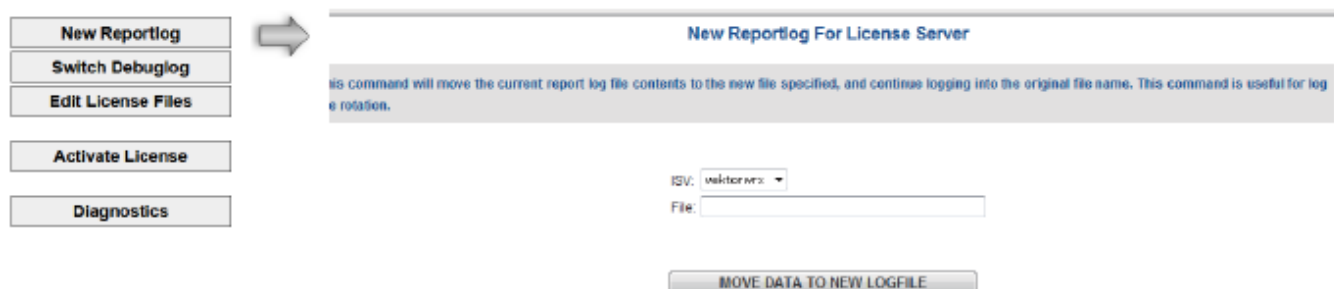 New Reportlog
Switch Debuglog
Edit License Files
Activate License
Diagnostics
New Reportlog For License Server
his command will move the current report log file contents to the new file specified, and continue logging into the original file name. This command is useful for log
e rotation.
ISV:
File:
MOVE DATA TO NEW LOGFILE